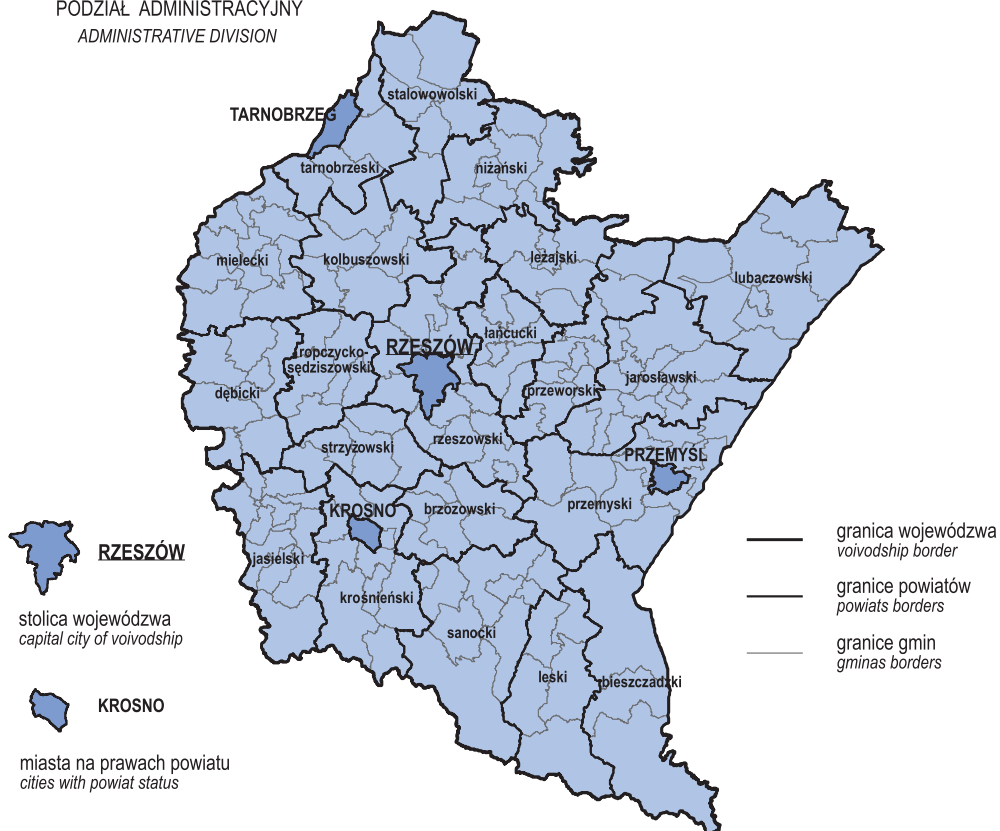 PODZIAŁ ADMINISTRACYJNY
ADMINISTRATIVE DIVISION
stalowowolski
TARNOBRZEG
tarnobrzeski
niżański
mielecki
kolbuszowski
leżajski
lubaczowski
łańcucki
RZESZÓW
ropczycko-
sędziszowski
dębicki
przeworski
jarosławski
strzyżowski
rzeszowski
PRZEMYŚL
przemyski
KROSNO
brzozowski
jasielski
krośnieński
sanocki
leski
bieszczadzki
RZESZÓW
stolica wojewódzwa
capital city of voivodship
KROSNO
miasta na prawach powiatu
cities with powiat status
granica wojewódzwa
voivodship border
granice powiatów
powiats borders
granice gmin
gminas borders